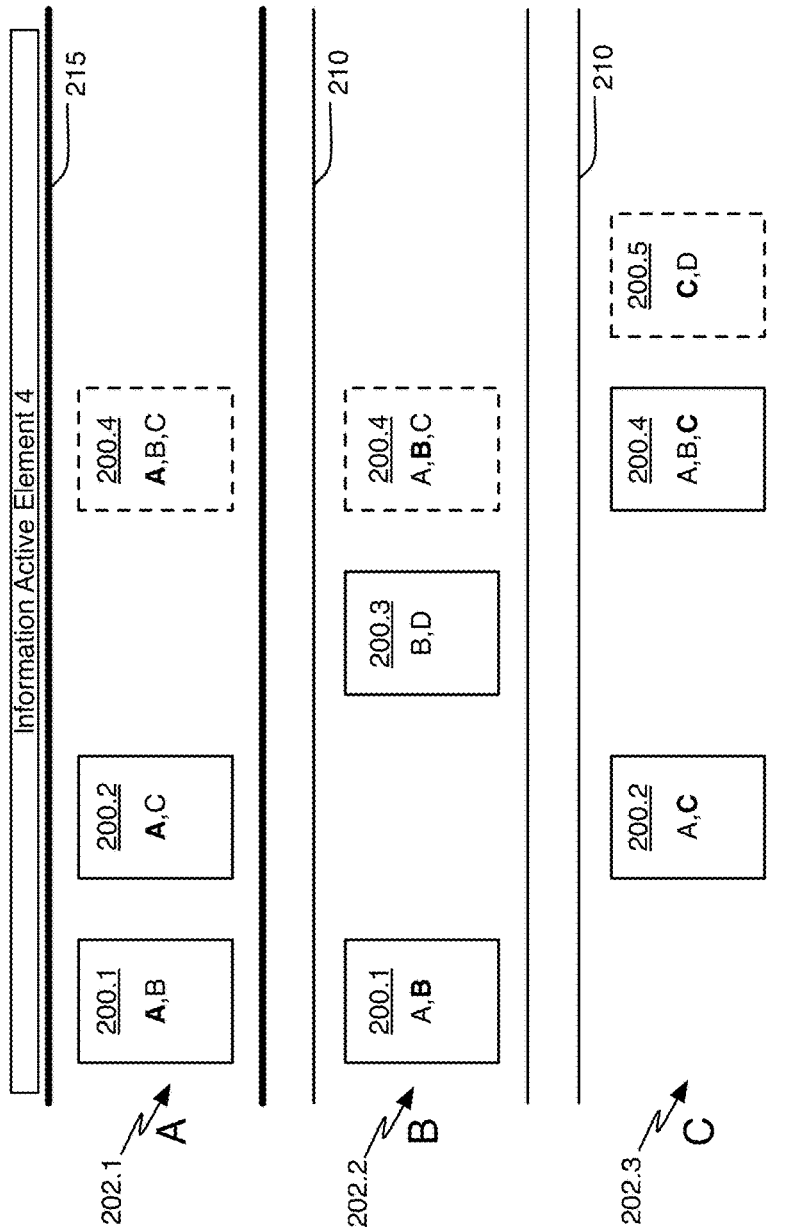 Information Active Element 4
215
202.1
A
200.1
A,B
200.2
A,C
200.4
A,B,C
210
202.2
B
200.1
A,B
200.3
B,D
200.4
A,B,C
210
202.3
C
200.2
A,C
200.4
A,B,C
200.5
C,D